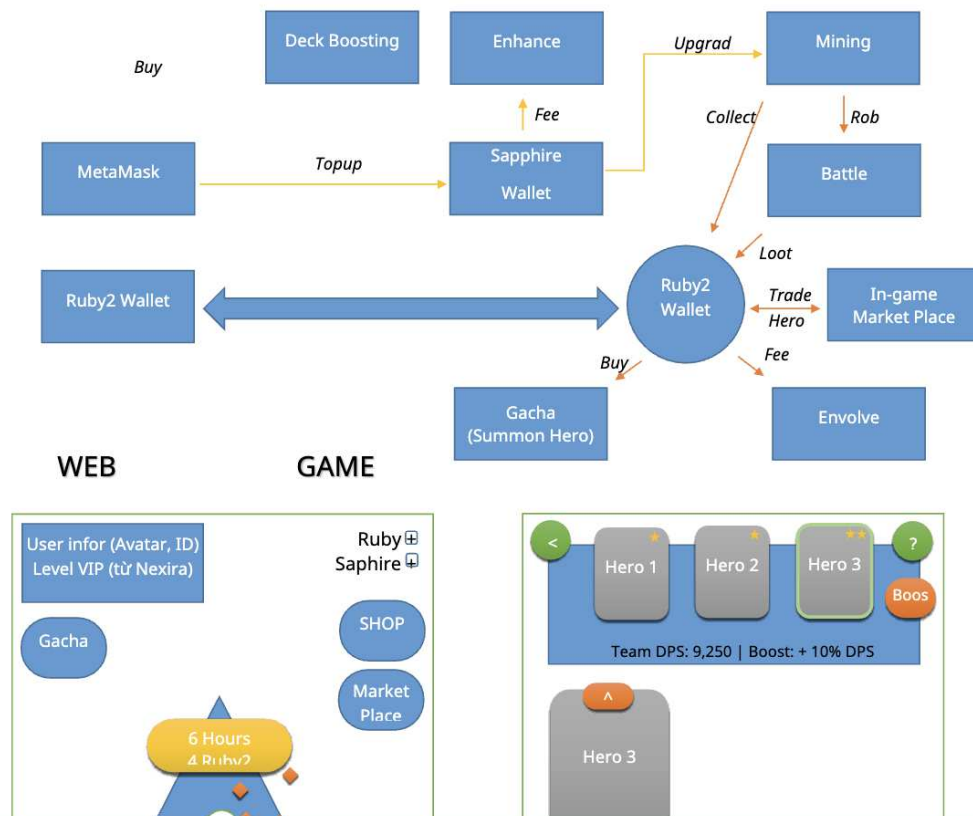 Deck Boosting
Enhance
Upgrad
Mining
Buy
Fee
Collect
Rob
MetaMask
Topup
Sapphire
Wallet
Battle
Loot
Ruby2 Wallet
Ruby2
Wallet
Trade
Hero
In-game
Market Place
Buy
Fee
Gacha
(Summon Hero)
Envolve
WEB
GAME
User infor (Avatar, ID)
Level VIP (từ Nexira)
Ruby
Saphire
Gacha
SHOP
Market
Place
6 Hours
4 Ruby2
<
Hero 1
Hero 2
Hero 3
?
Boos
Team DPS: 9,250 | Boost: + 10% DPS
^
Hero 3